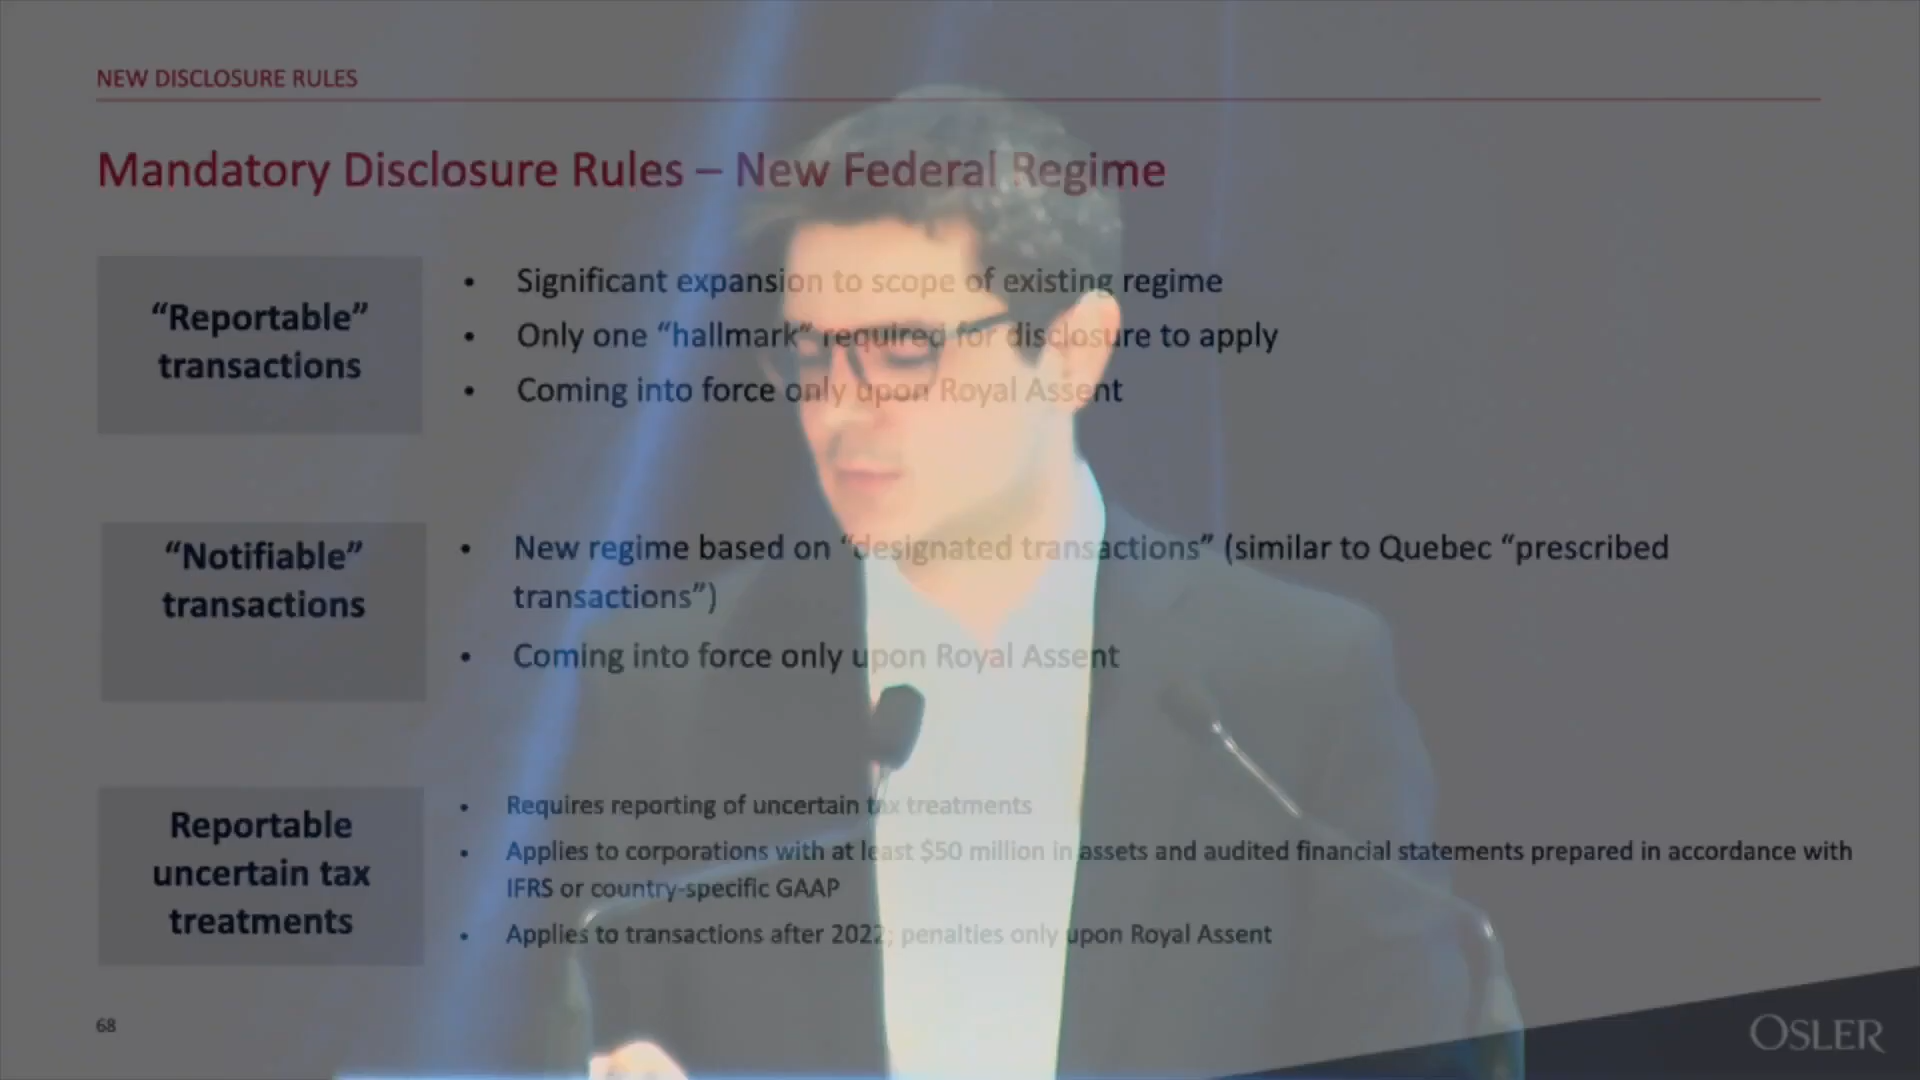 NEW DISCLOSURE RULES
Mandatory Disclosure Rules – New Federal Regime
“Reportable”
transactions
• Significant expansion to scope of existing regime
• Only one “hallmark“ required for disclosure to apply
• Coming into force only upon Royal Assent
“Notifiable”
transactions
• New regime based on “designated transactions” (similar to Quebec “prescribed
transactions”)
• Coming into force only upon Royal Assent
Reportable
uncertain tax
treatments
• Requires reporting of uncertain tax treatments
• Applies to corporations with at least $50 million in assets and audited financial statements prepared in accordance with
IFRS or country-specific GAAP
• Applies to transactions after 2022; penalties only upon Royal Assent
68
OSLER